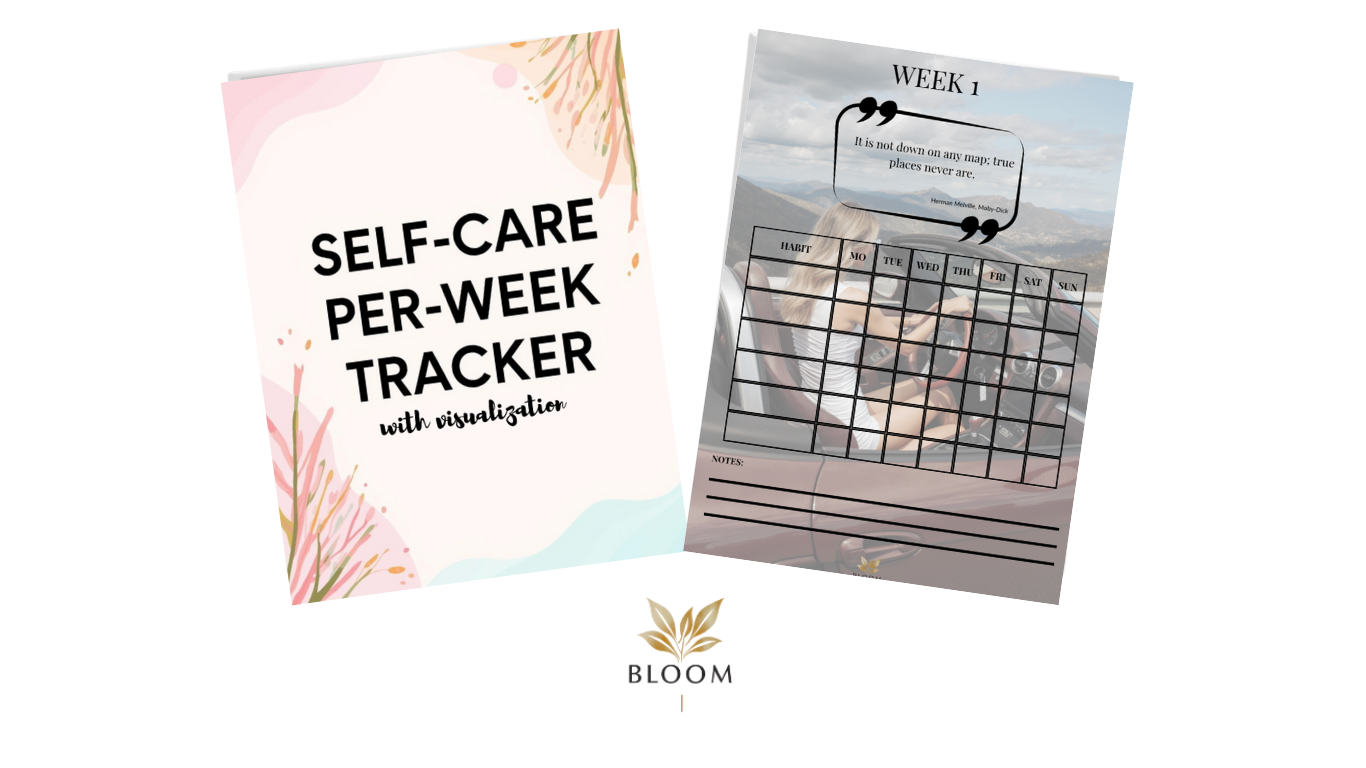 SELF-CARE
PER-WEEK
TRACKER
with visualization
WEEK 1
It is not down on any map; true
places never are.
Herman Melville, Moby-Dick
HABIT MO TUE WED THU FRI SAT SUN
NOTES:
BLOOM
BLOOM